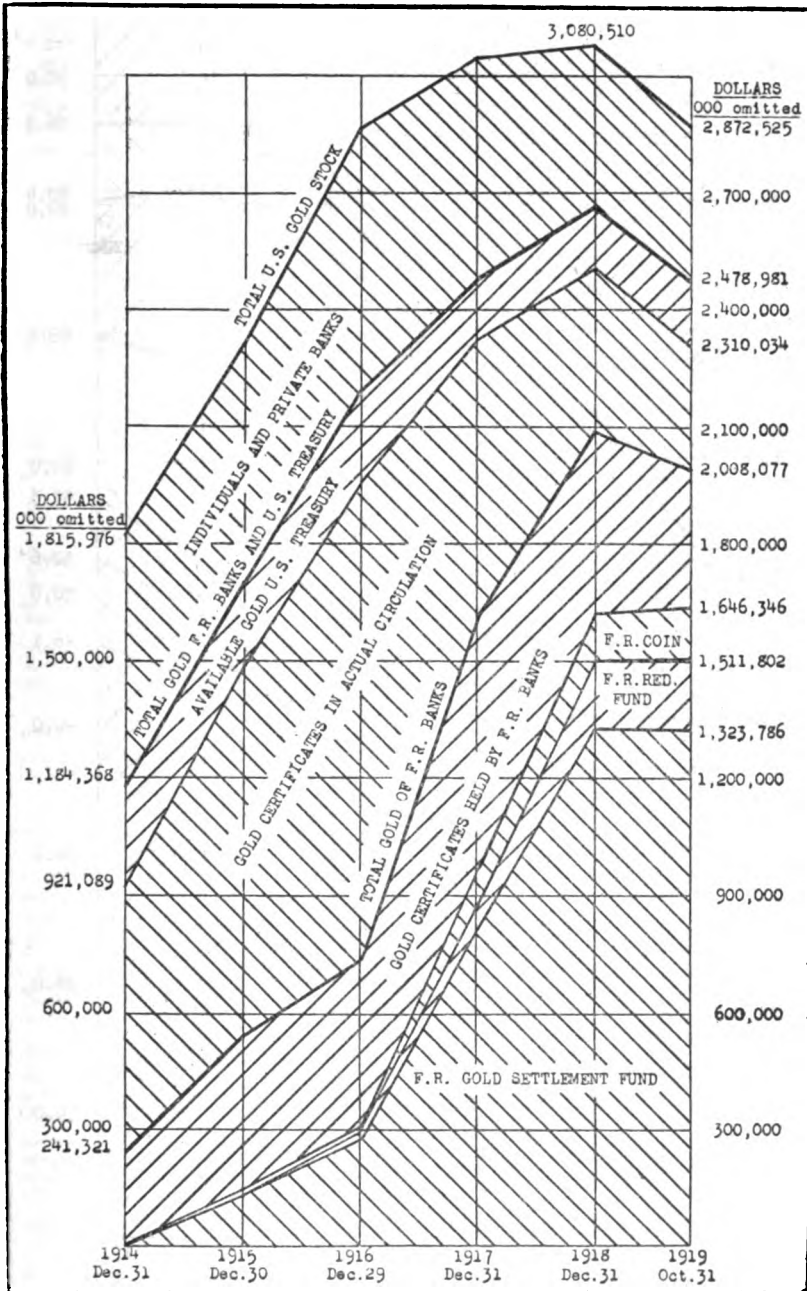 3,080,510
DOLLARS
000 omitted
2,872,525
2,700,000
2,478,981
2,400,000
2,310,034
2,100,000
2,008,077
1,800,000
1,646,346
1,511,802
1,323,786
1,200,000
900,000
600,000
300,000
DOLLARS
000 omitted
1,815,976
1,500,000
1,184,368
921,089
600,000
300,000
241,321
TOTAL U.S. GOLD STOCK
INDIVIDUALS AND PRIVATE BANKS
TOTAL GOLD F.R. BANKS AND U.S. TREASURY
AVAILABLE GOLD U.S. TREASURY
GOLD CERTIFICATES IN ACTUAL CIRCULATION
TOTAL GOLD OF F.R. BANKS
GOLD CERTIFICATES HELD BY F.R. BANKS
F.R.COIN
F.R.RED.
FUND
F.R. GOLD SETTLEMENT FUND
1914
Dec.31
1915
Dec.30
1916
Dec.29
1917
Dec.31
1918
Dec.31
1919
Oct.31